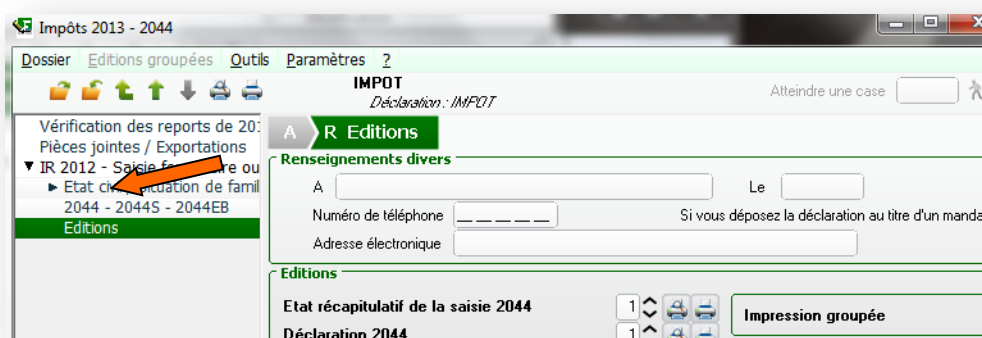 Impôts 2013 - 2044
Dossier Editions groupées Outils Paramètres ?
IMPOT
Déclaration : IMPOT
Atteindre une case
Vérification des reports de 201
Pièces jointes / Exportations
IR 2012 - Saisie re ou
Etat civ situation de famil
2044 - 2044S - 2044EB
Editions
A R Editions
Renseignements divers
A Le
Numéro de téléphone Si vous déposez la déclaration au titre d'un manda
Adresse électronique
Editions
Etat récapitulatif de la saisie 2044 1
Impression groupée
Déclaration 2044 1